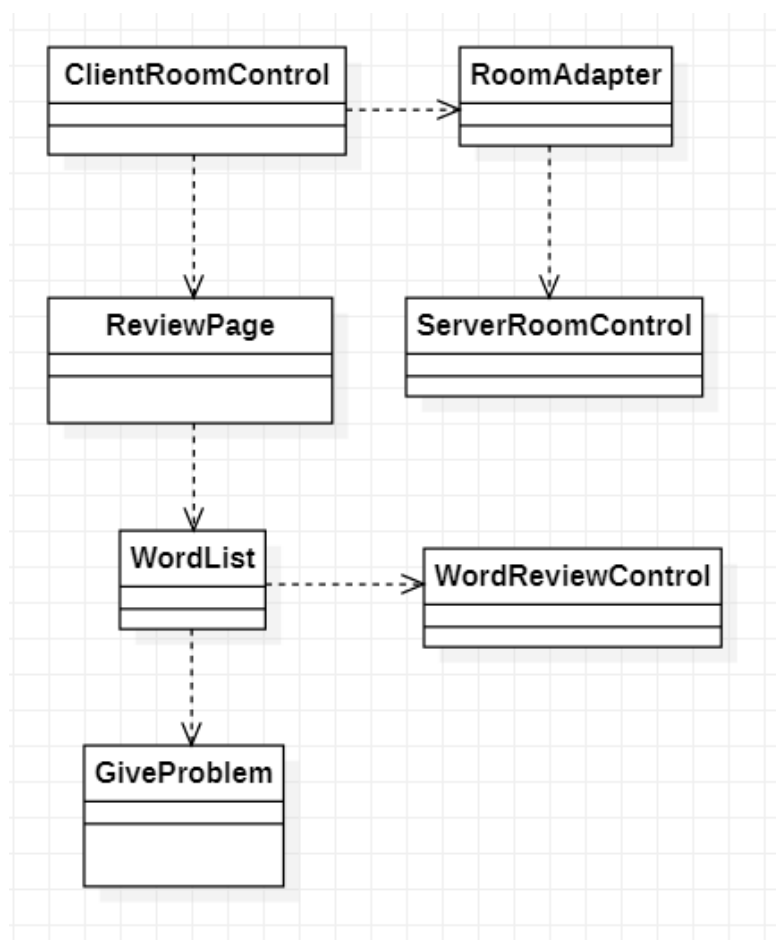 ClientRoomControl
RoomAdapter
ReviewPage
ServerRoomControl
WordList
WordReviewControl
GiveProblem